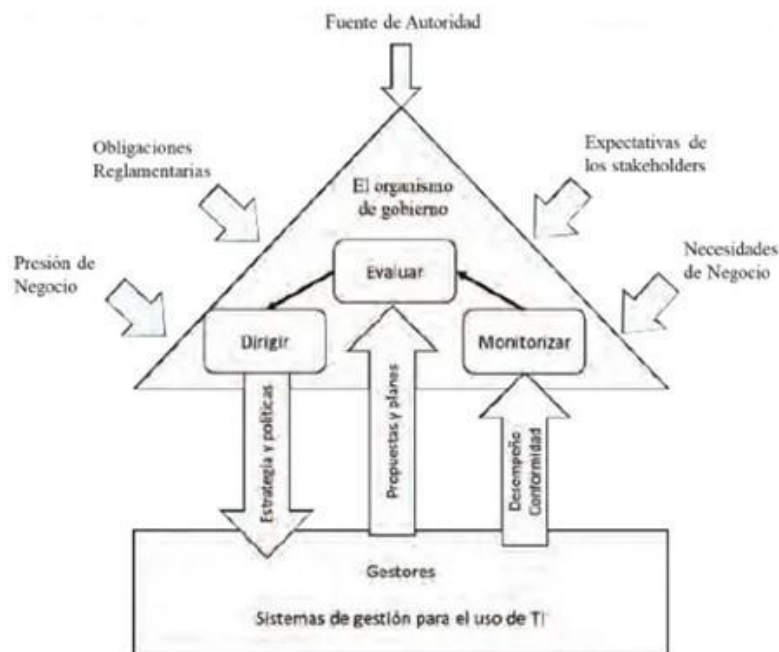 Fuente de Autoridad
Obligaciones
Reglamentarias
Expectativas de
los stakeholders
El organismo
de gobierno
Presión de
Negocio
Necesidades
de Negocio
Evaluar
Dirigir
Monitorizar
Estrategia y políticas
Propuestas y planes
Desempeño
Conformidad
Gestores
Sistemas de gestión para el uso de TI